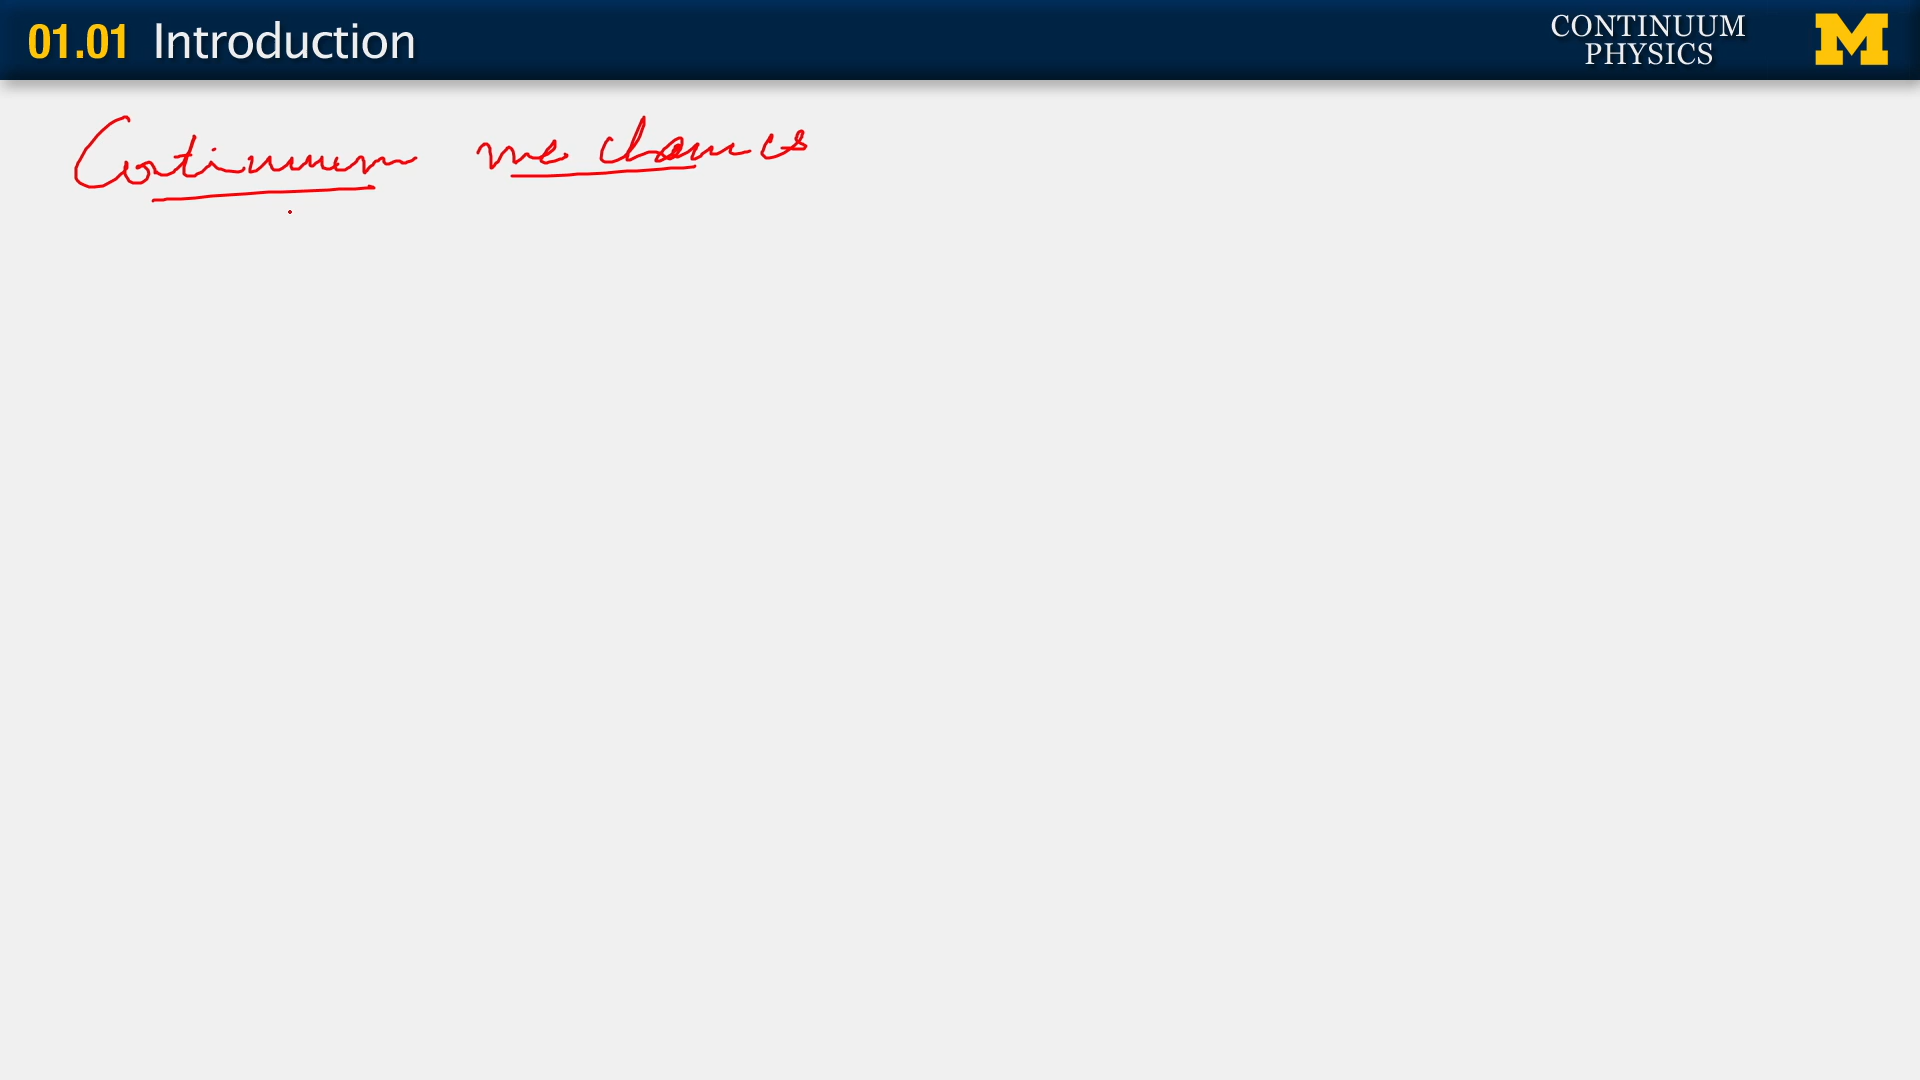 01.01 Introduction
CONTINUUM
PHYSICS
M
Continuum mechanics